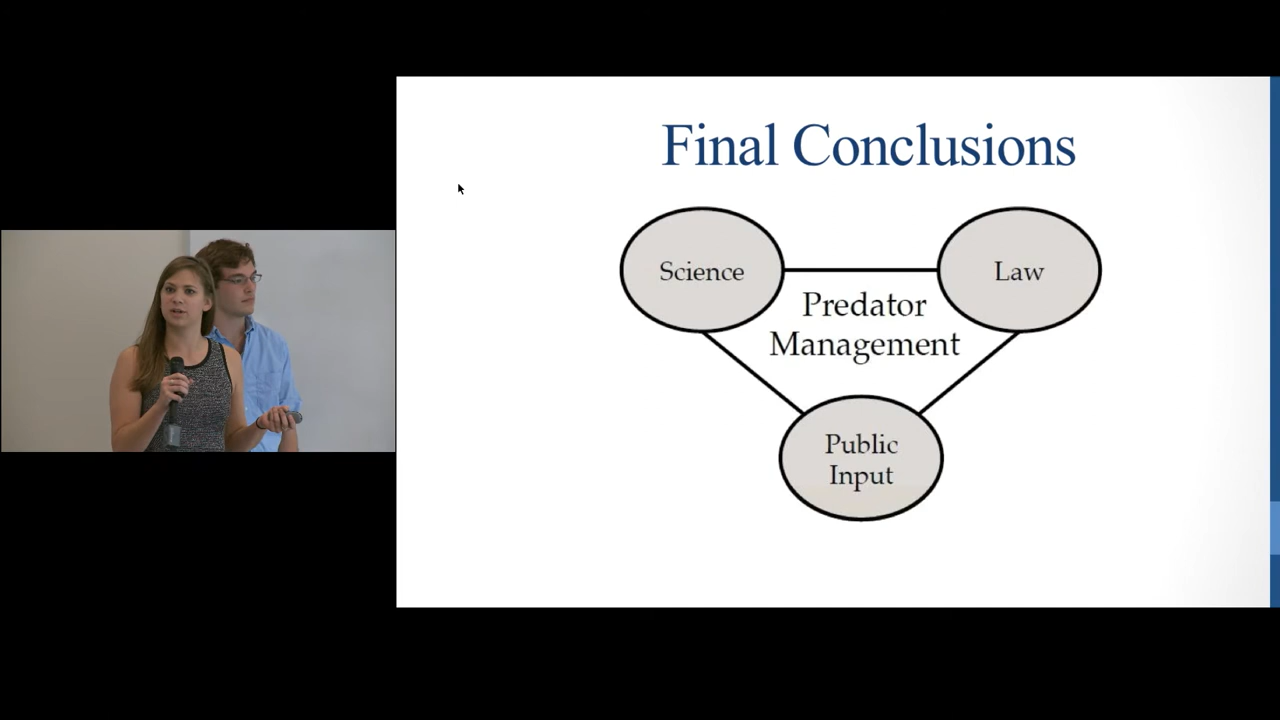 Final Conclusions
Science
Law
Predator
Management
Public
Input